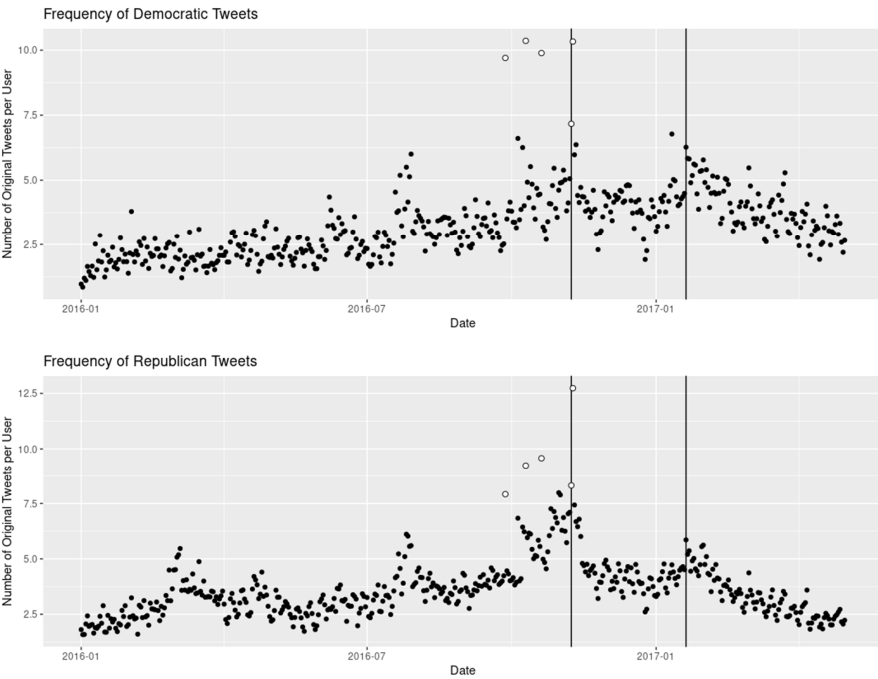 Frequency of Democratic Tweets
Number of Original Tweets per User
10.0
7.5
5.0
2.5
2016-01 2016-07 2017-01
Date
Frequency of Republican Tweets
Number of Original Tweets per User
12.5
10.0
7.5
5.0
2.5
2016-01 2016-07 2017-01
Date